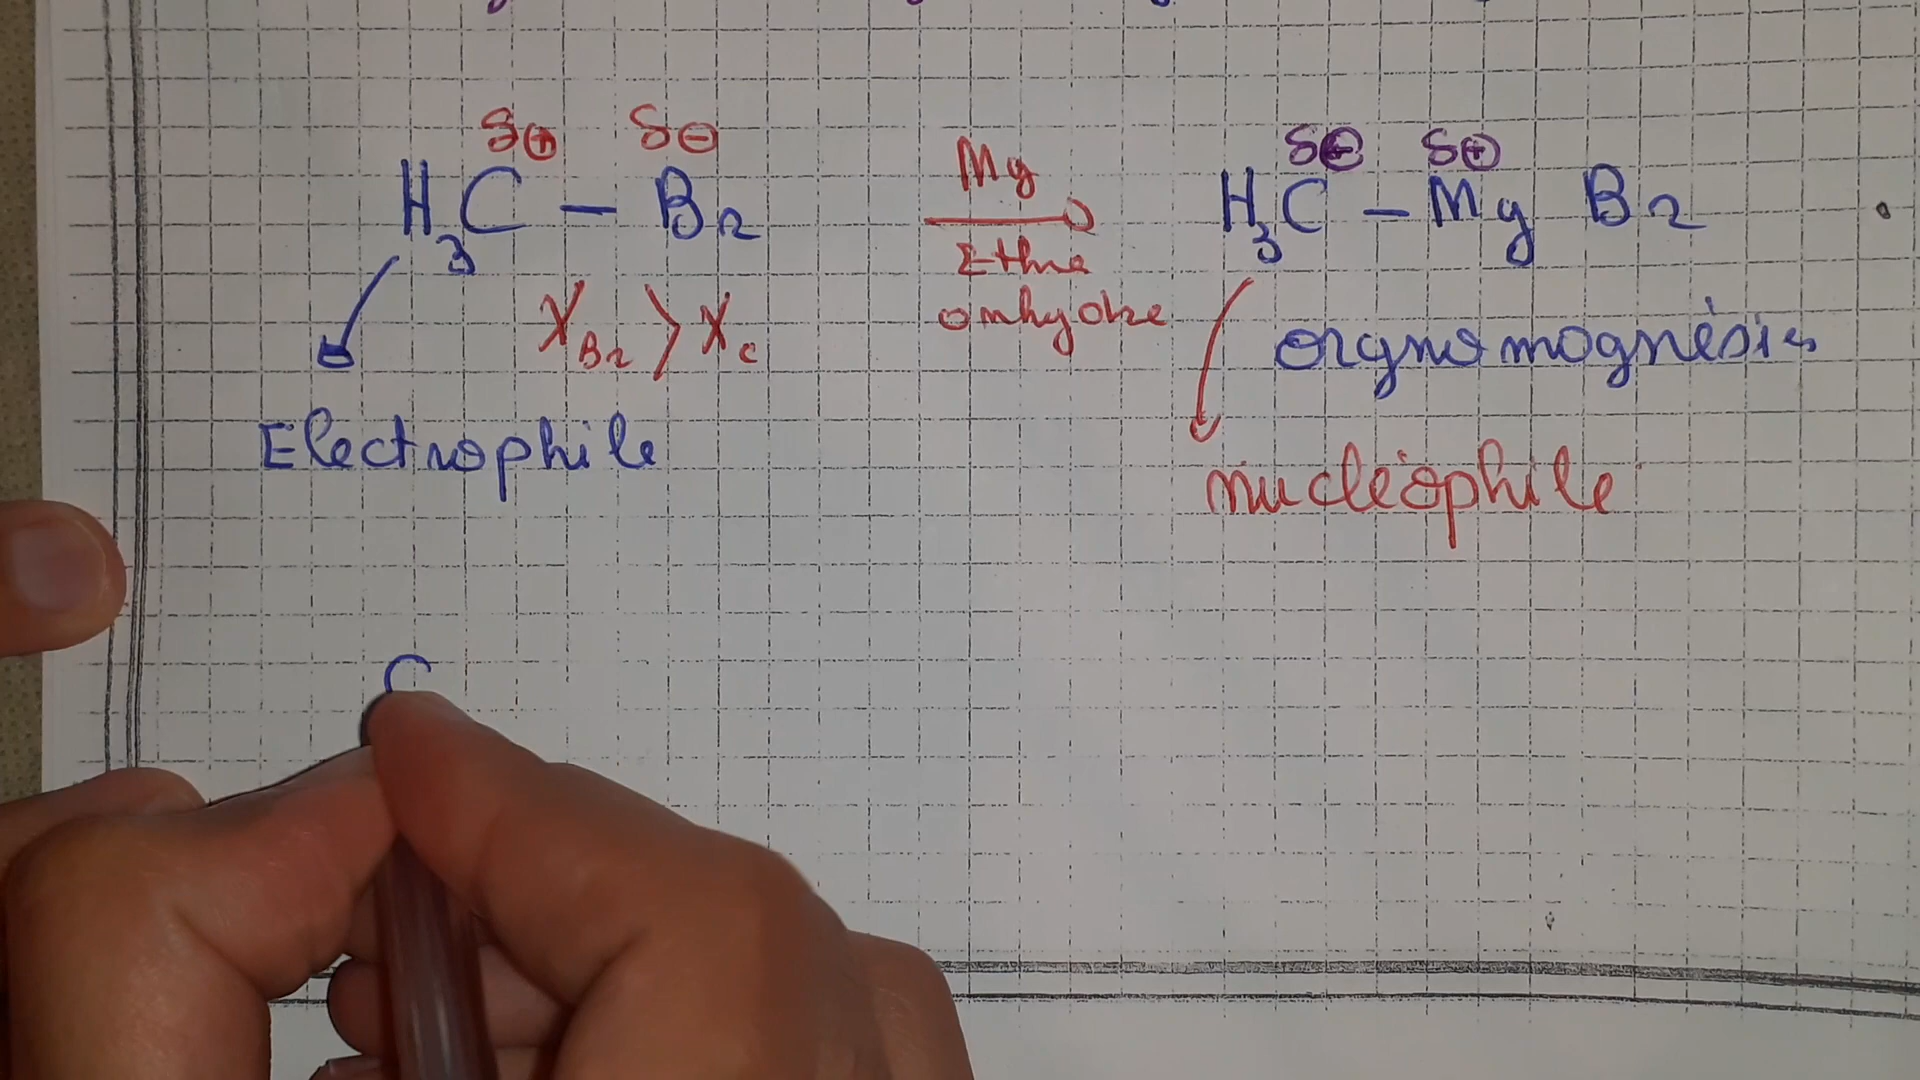 δ⊕ δ⊖
H₃C – Br
Mg
Ether
anhydre
δ⊖ δ⊕
H₃C – Mg Br
χBr > χC
organomagnésien
Electrophile
nucléophile
C